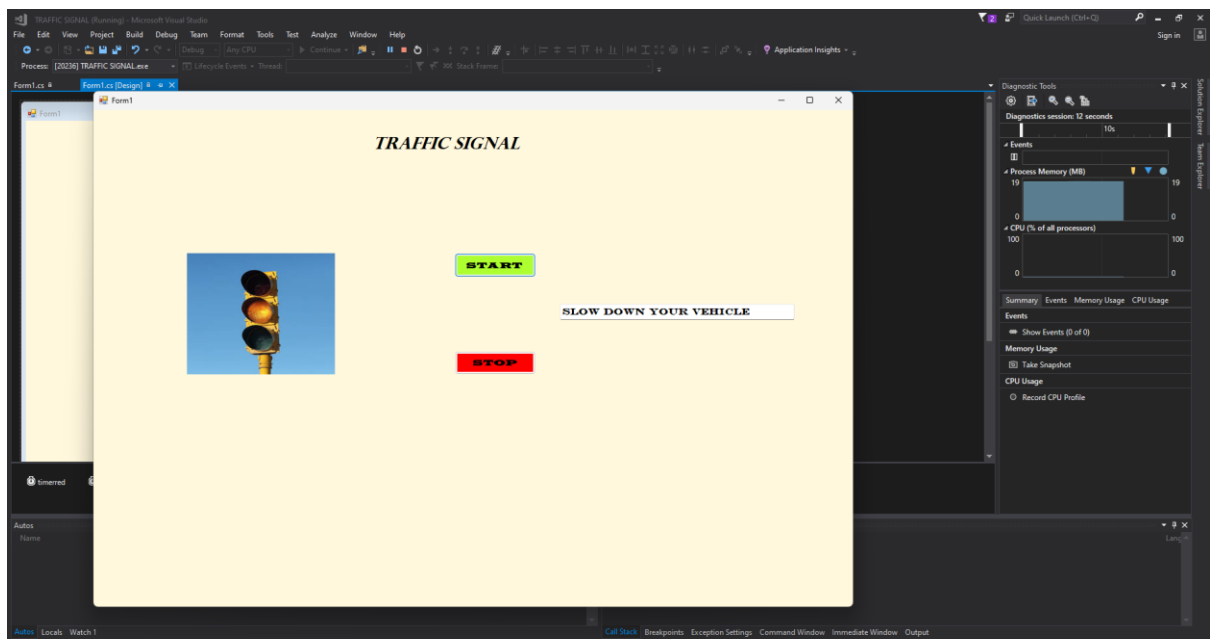 TRAFFIC SIGNAL (Running) - Microsoft Visual Studio
2
Quick Launch (Ctrl+Q)
File Edit View Project Build Debug Team Format Tools Test Analyze Window Help
Sign in
Debug Any CPU Continue Application Insights
Process: [20236] TRAFFIC SIGNAL.exe Lifecycle Events Thread: Stack Frame:
Form1.cs Form1.cs [Design]
Form1
Form1
TRAFFIC SIGNAL
START
SLOW DOWN YOUR VEHICLE
STOP
timerred
Diagnostic Tools
Diagnostics session: 12 seconds
10s
Events
Process Memory (MB)
19 19
0 0
CPU (% of all processors)
100 100
0 0
Summary Events Memory Usage CPU Usage
Events
Show Events (0 of 0)
Memory Usage
Take Snapshot
CPU Usage
Record CPU Profile
Solution Explorer
Team Explorer
Autos
Name
Lang
Autos Locals Watch 1
Call Stack Breakpoints Exception Settings Command Window Immediate Window Output